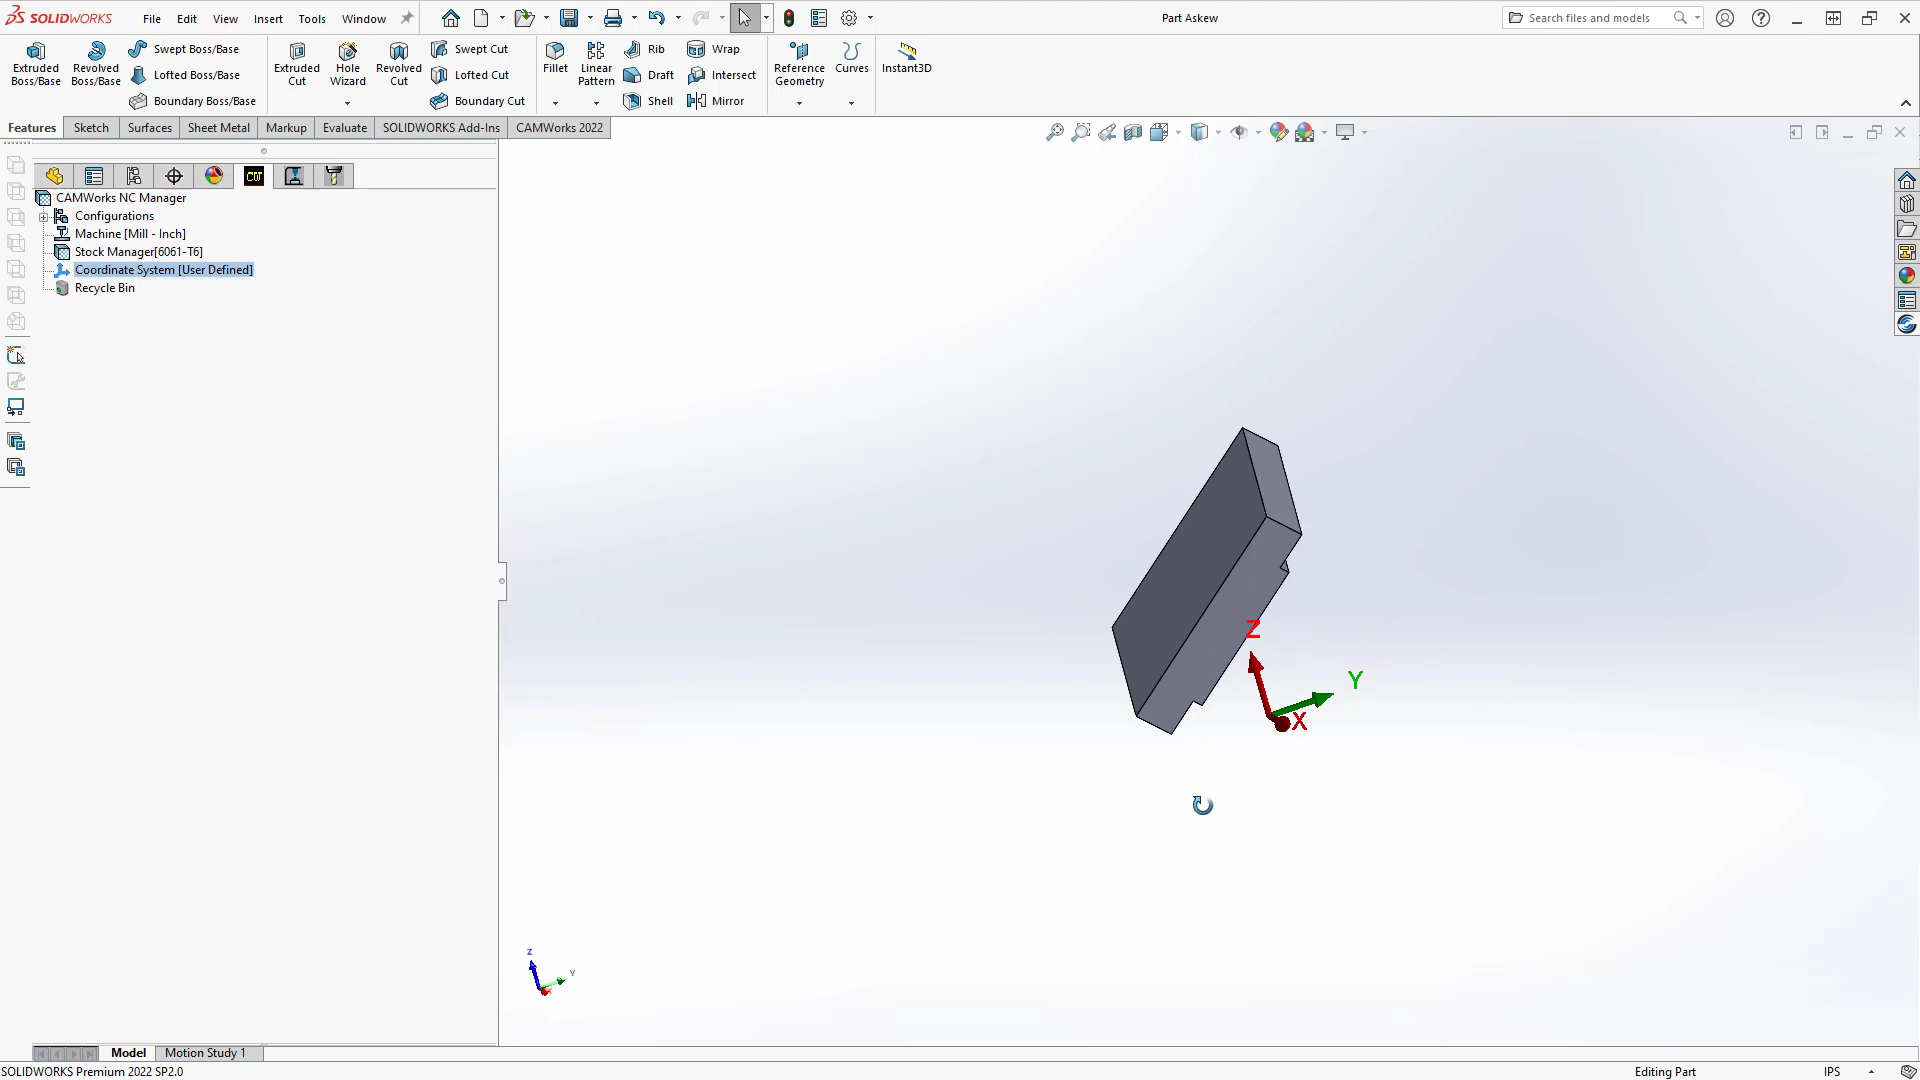 SOLIDWORKS
File Edit View Insert Tools Window
Part Askew
Search files and models
Extruded Boss/Base
Revolved Boss/Base
Swept Boss/Base
Lofted Boss/Base
Boundary Boss/Base
Extruded Cut
Hole Wizard
Revolved Cut
Swept Cut
Lofted Cut
Boundary Cut
Fillet
Linear Pattern
Rib
Draft
Shell
Wrap
Intersect
Mirror
Reference Geometry
Curves
Instant3D
Features Sketch Surfaces Sheet Metal Markup Evaluate SOLIDWORKS Add-Ins CAMWorks 2022
CW
CAMWorks NC Manager
Configurations
Machine [Mill - Inch]
Stock Manager[6061-T6]
Coordinate System [User Defined]
Recycle Bin
Z
Y
X
Z
Y
X
Model Motion Study 1
SOLIDWORKS Premium 2022 SP2.0
Editing Part
IPS